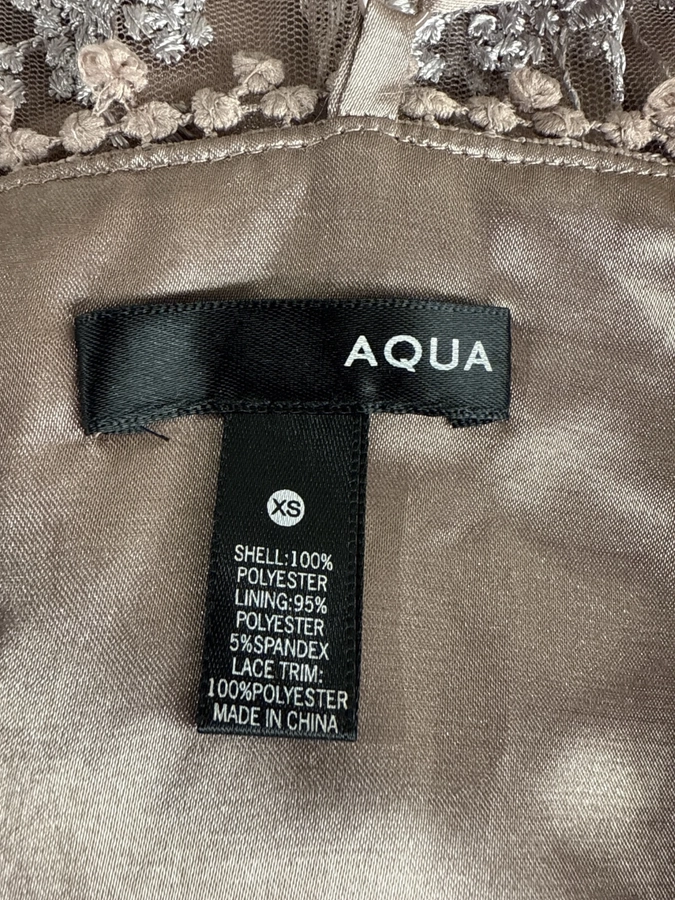 AQUA
XS
SHELL:100%
POLYESTER
LINING:95%
POLYESTER
5%SPANDEX
LACE TRIM:
100%POLYESTER
MADE IN CHINA